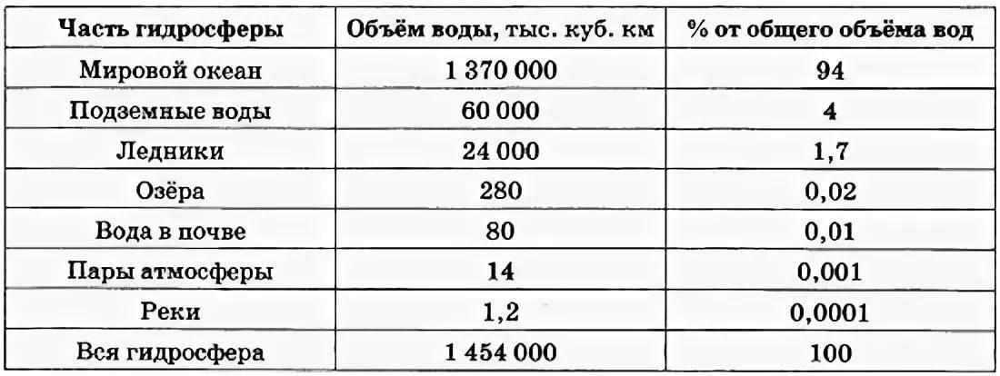 Часть гидросферы Объём воды, тыс. куб. км % от общего объёма вод
Мировой океан 1 370 000 94
Подземные воды 60 000 4
Ледники 24 000 1,7
Озёра 280 0,02
Вода в почве 80 0,01
Пары атмосферы 14 0,001
Реки 1,2 0,0001
Вся гидросфера 1 454 000 100